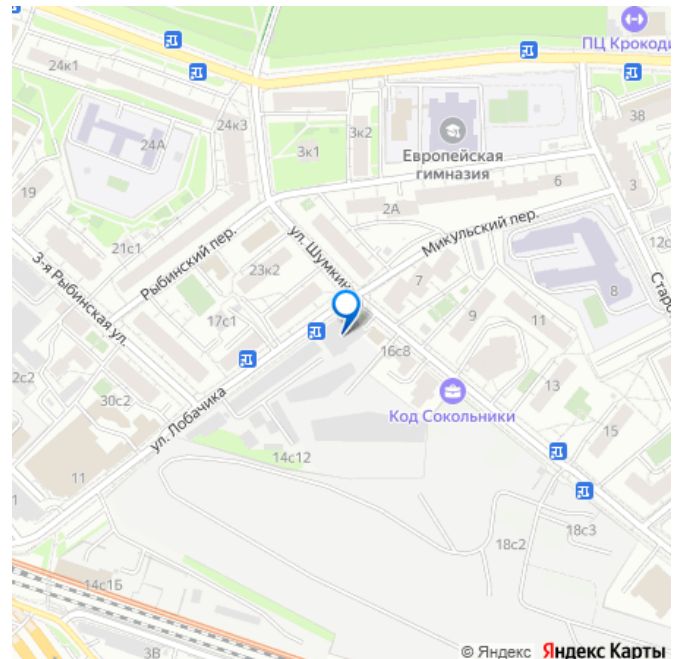 ПЦ Крокоди
24к1
24к3
38
24А
3к2
3к1
Европейская
гимназия
6
3
19
2А
12с
21с1
Рыбинский пер.
ул. Шумкин
Микульский пер.
3-я Рыбинская ул.
23к2
7
8
Старо
17с1
9
11
16с8
2с2
30с2
13
Код Сокольники
ул. Лобачика
15
11
14с12
1
18с2
18с3
14с1Б
3В
© Яндекс Яндекс Карты